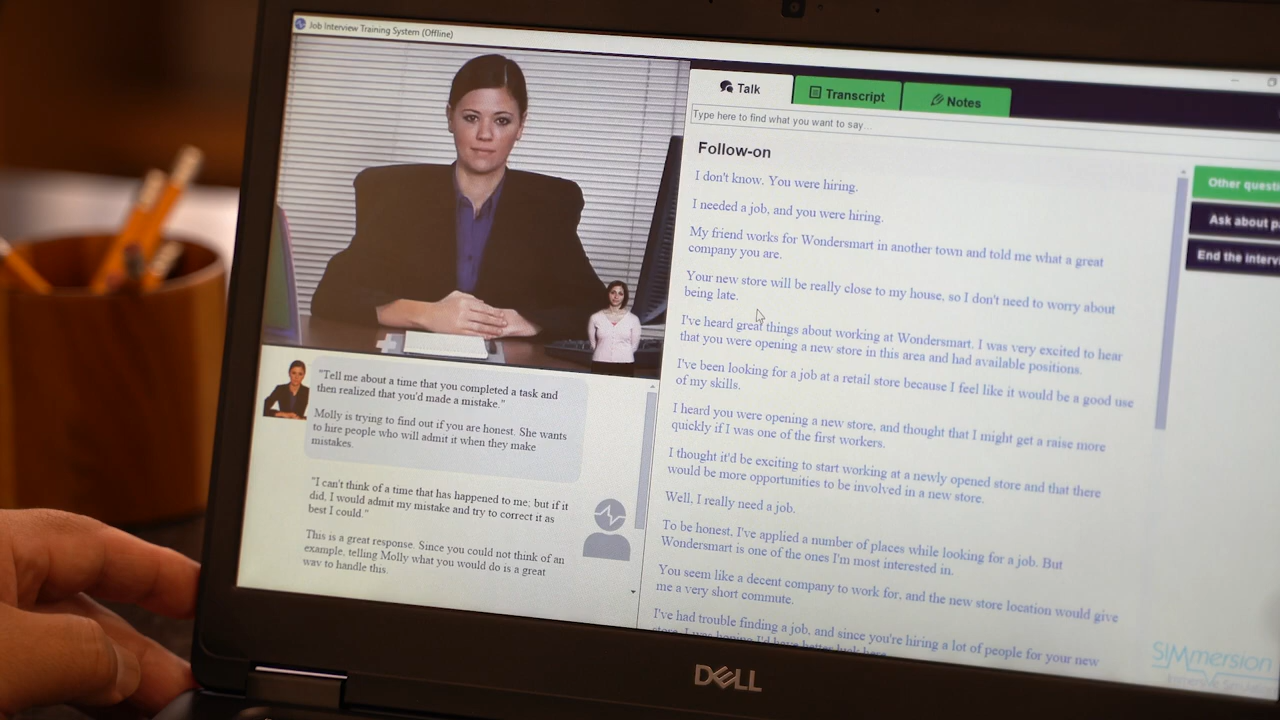 Job Interview Training System (Offline)
Talk
Transcript
Notes
Type here to find what you want to say...
Follow-on
I don't know. You were hiring.
I needed a job, and you were hiring.
My friend works for Wondersmart in another town and told me what a great
company you are.
Your new store will be really close to my house, so I don't need to worry about
being late.
I've heard great things about working at Wondersmart. I was very excited to hear
that you were opening a new store in this area and had available positions.
I've been looking for a job at a retail store because I feel like it would be a good use
of my skills.
I heard you were opening a new store, and thought that I might get a raise more
quickly if I was one of the first workers.
I thought it'd be exciting to start working at a newly opened store and that there
would be more opportunities to be involved in a new store.
Well, I really need a job.
To be honest, I've applied a number of places while looking for a job. But
Wondersmart is one of the ones I'm most interested in.
You seem like a decent company to work for, and the new store location would give
me a very short commute.
I've had trouble finding a job, and since you're hiring a lot of people for your new
store, I was hoping I'd have better luck here.
Other questi
Ask about p
End the intervi
"Tell me about a time that you completed a task and
then realized that you'd made a mistake."
Molly is trying to find out if you are honest. She wants
to hire people who will admit it when they make
mistakes.
"I can't think of a time that has happened to me; but if it
did, I would admit my mistake and try to correct it as
best I could."
This is a great response. Since you could not think of an
example, telling Molly what you would do is a great
way to handle this.
SIMmersion
DELL